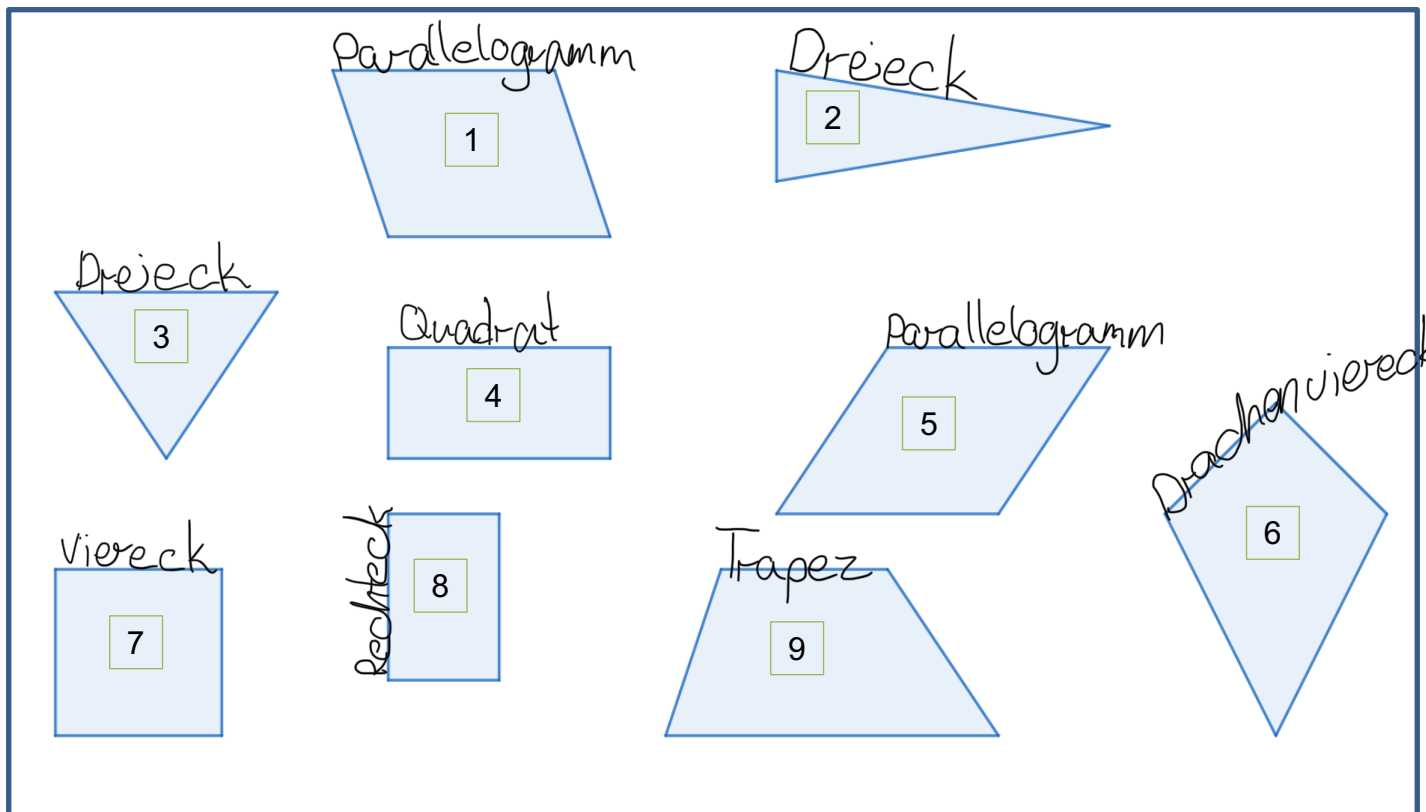 Parallelogramm
1
Dreieck
2
Dreieck
3
Quadrat
4
Parallelogramm
5
Drachenviereck
6
Viereck
7
Rechteck
8
Trapez
9